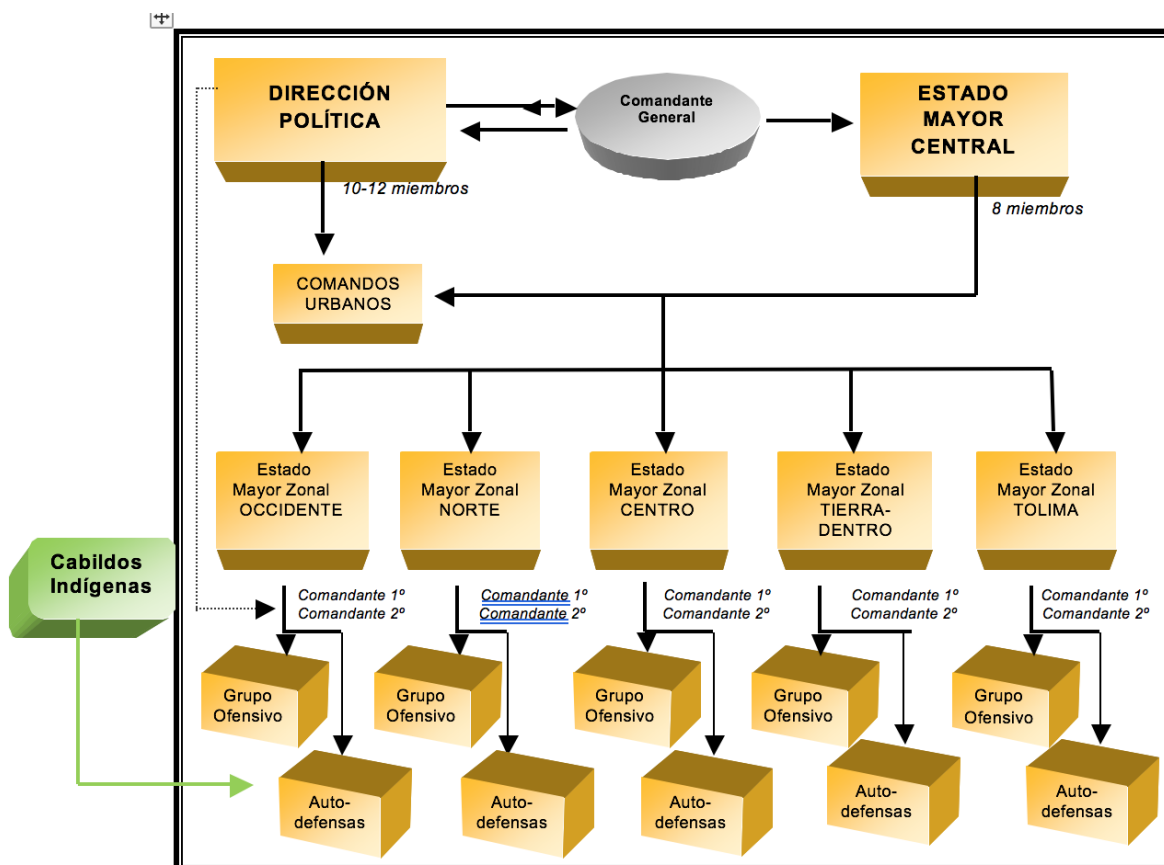 DIRECCIÓN
POLÍTICA
Comandante
General
ESTADO
MAYOR
CENTRAL
10-12 miembros
8 miembros
COMANDOS
URBANOS
Estado
Mayor Zonal
OCCIDENTE
Estado
Mayor Zonal
NORTE
Estado
Mayor Zonal
CENTRO
Estado
Mayor Zonal
TIERRA-
DENTRO
Estado
Mayor Zonal
TOLIMA
Cabildos
Indígenas
Comandante 1º
Comandante 2º
Comandante 1º
Comandante 2º
Comandante 1º
Comandante 2º
Comandante 1º
Comandante 2º
Comandante 1º
Comandante 2º
Grupo
Ofensivo
Grupo
Ofensivo
Grupo
Ofensivo
Grupo
Ofensivo
Grupo
Ofensivo
Auto-
defensas
Auto-
defensas
Auto-
defensas
Auto-
defensas
Auto-
defensas